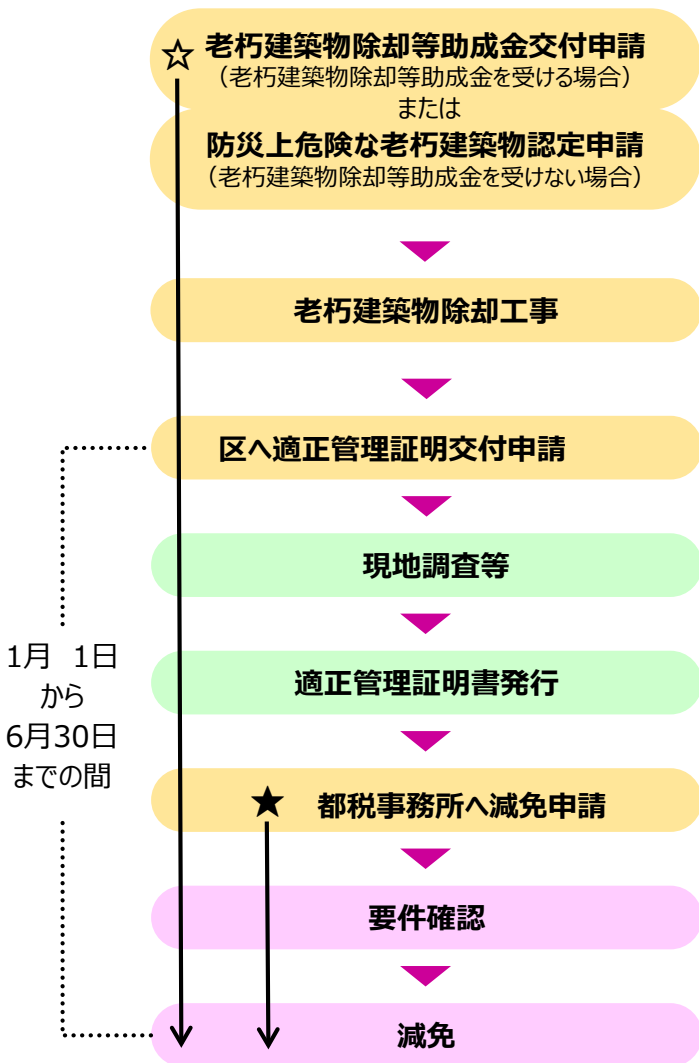 ☆ 老朽建築物除却等助成金交付申請
（老朽建築物除却等助成金を受ける場合）
または
防災上危険な老朽建築物認定申請
（老朽建築物除却等助成金を受けない場合）
老朽建築物除却工事
区へ適正管理証明交付申請
現地調査等
適正管理証明書発行
1月　1日
から
6月30日
までの間
★ 都税事務所へ減免申請
要件確認
減免